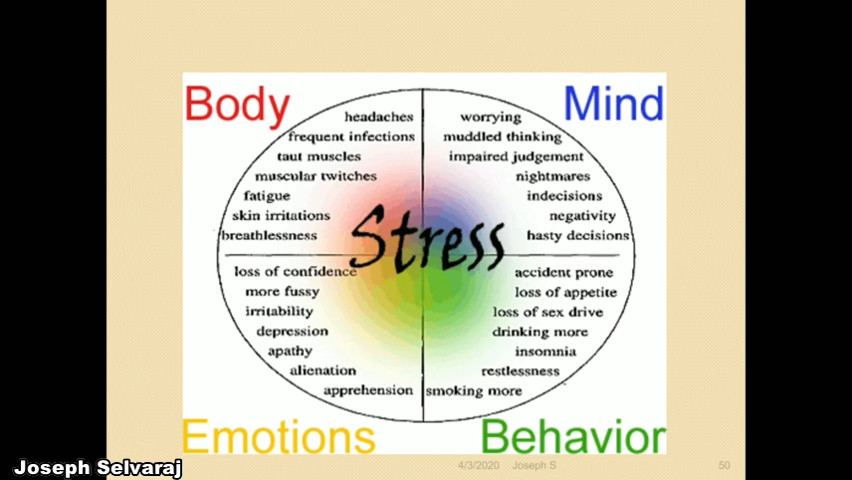 Body
Mind
headaches
frequent infections
taut muscles
muscular twitches
fatigue
skin irritations
breathlessness
worrying
muddled thinking
impaired judgement
nightmares
indecisions
negativity
hasty decisions
Stress
loss of confidence
more fussy
irritability
depression
apathy
alienation
apprehension
accident prone
loss of appetite
loss of sex drive
drinking more
insomnia
restlessness
smoking more
Emotions
Behavior
4/3/2020 Joseph S 50
Joseph Selvaraj